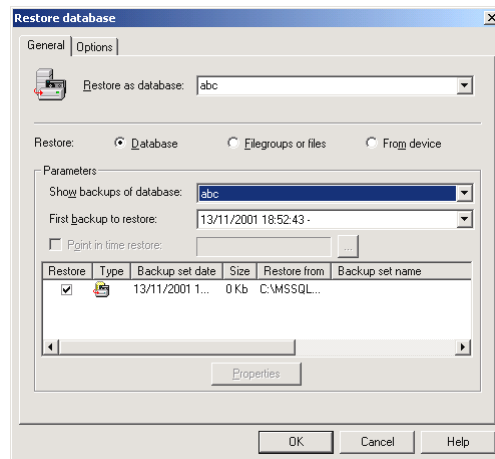 Restore database
General Options
Restore as database: abc
Restore: Database Filegroups or files From device
Parameters
Show backups of database: abc
First backup to restore: 13/11/2001 18:52:43 -
Point in time restore: ...
Restore Type Backup set date Size Restore from Backup set name
13/11/2001 1... 0 Kb C:\MSSQL...
Properties
OK Cancel Help